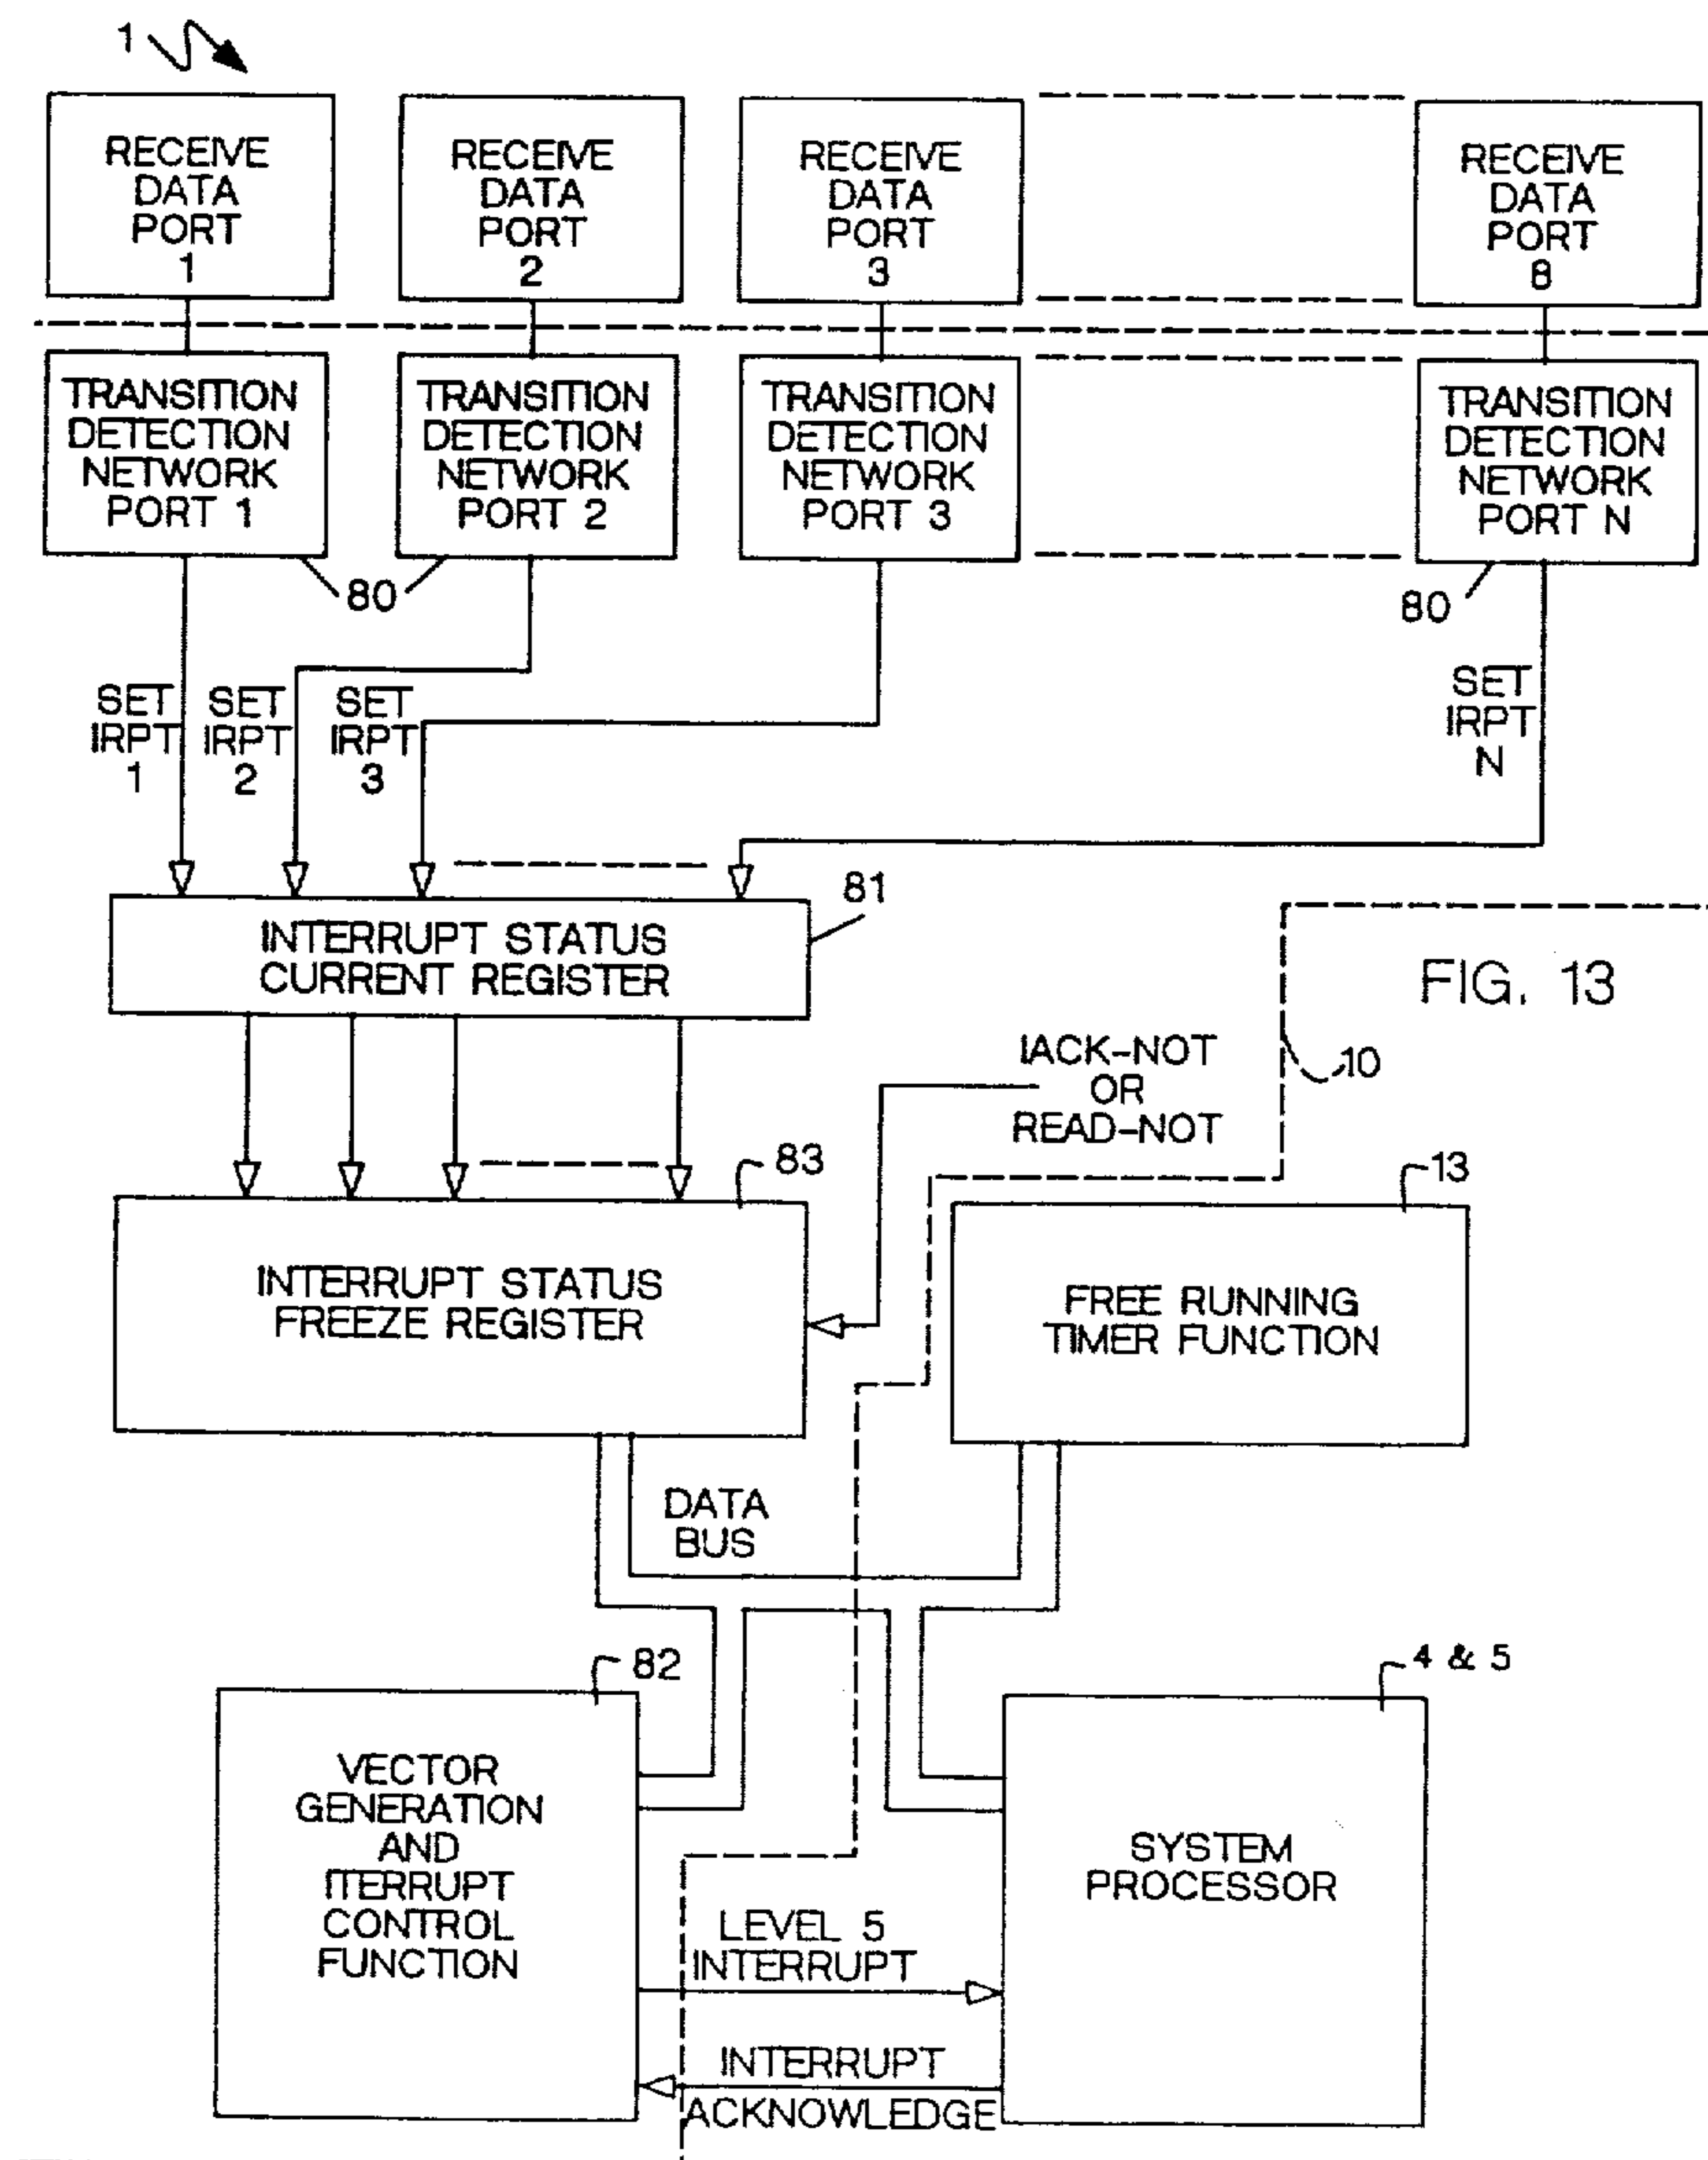 1
RECEIVE
DATA
PORT
1
RECEIVE
DATA
PORT
2
RECEIVE
DATA
PORT
3
RECEIVE
DATA
PORT
8
TRANSITION
DETECTION
NETWORK
PORT 1
TRANSITION
DETECTION
NETWORK
PORT 2
TRANSITION
DETECTION
NETWORK
PORT 3
TRANSITION
DETECTION
NETWORK
PORT N
80
80
SET
IRPT
1
SET
IRPT
2
SET
IRPT
3
SET
IRPT
N
81
INTERRUPT STATUS
CURRENT REGISTER
FIG. 13
10
IACK-NOT
OR
READ-NOT
83
13
INTERRUPT STATUS
FREEZE REGISTER
FREE RUNNING
TIMER FUNCTION
DATA
BUS
82
4 & 5
VECTOR
GENERATION
AND
ITERRUPT
CONTROL
FUNCTION
SYSTEM
PROCESSOR
LEVEL 5
INTERRUPT
INTERRUPT
ACKNOWLEDGE